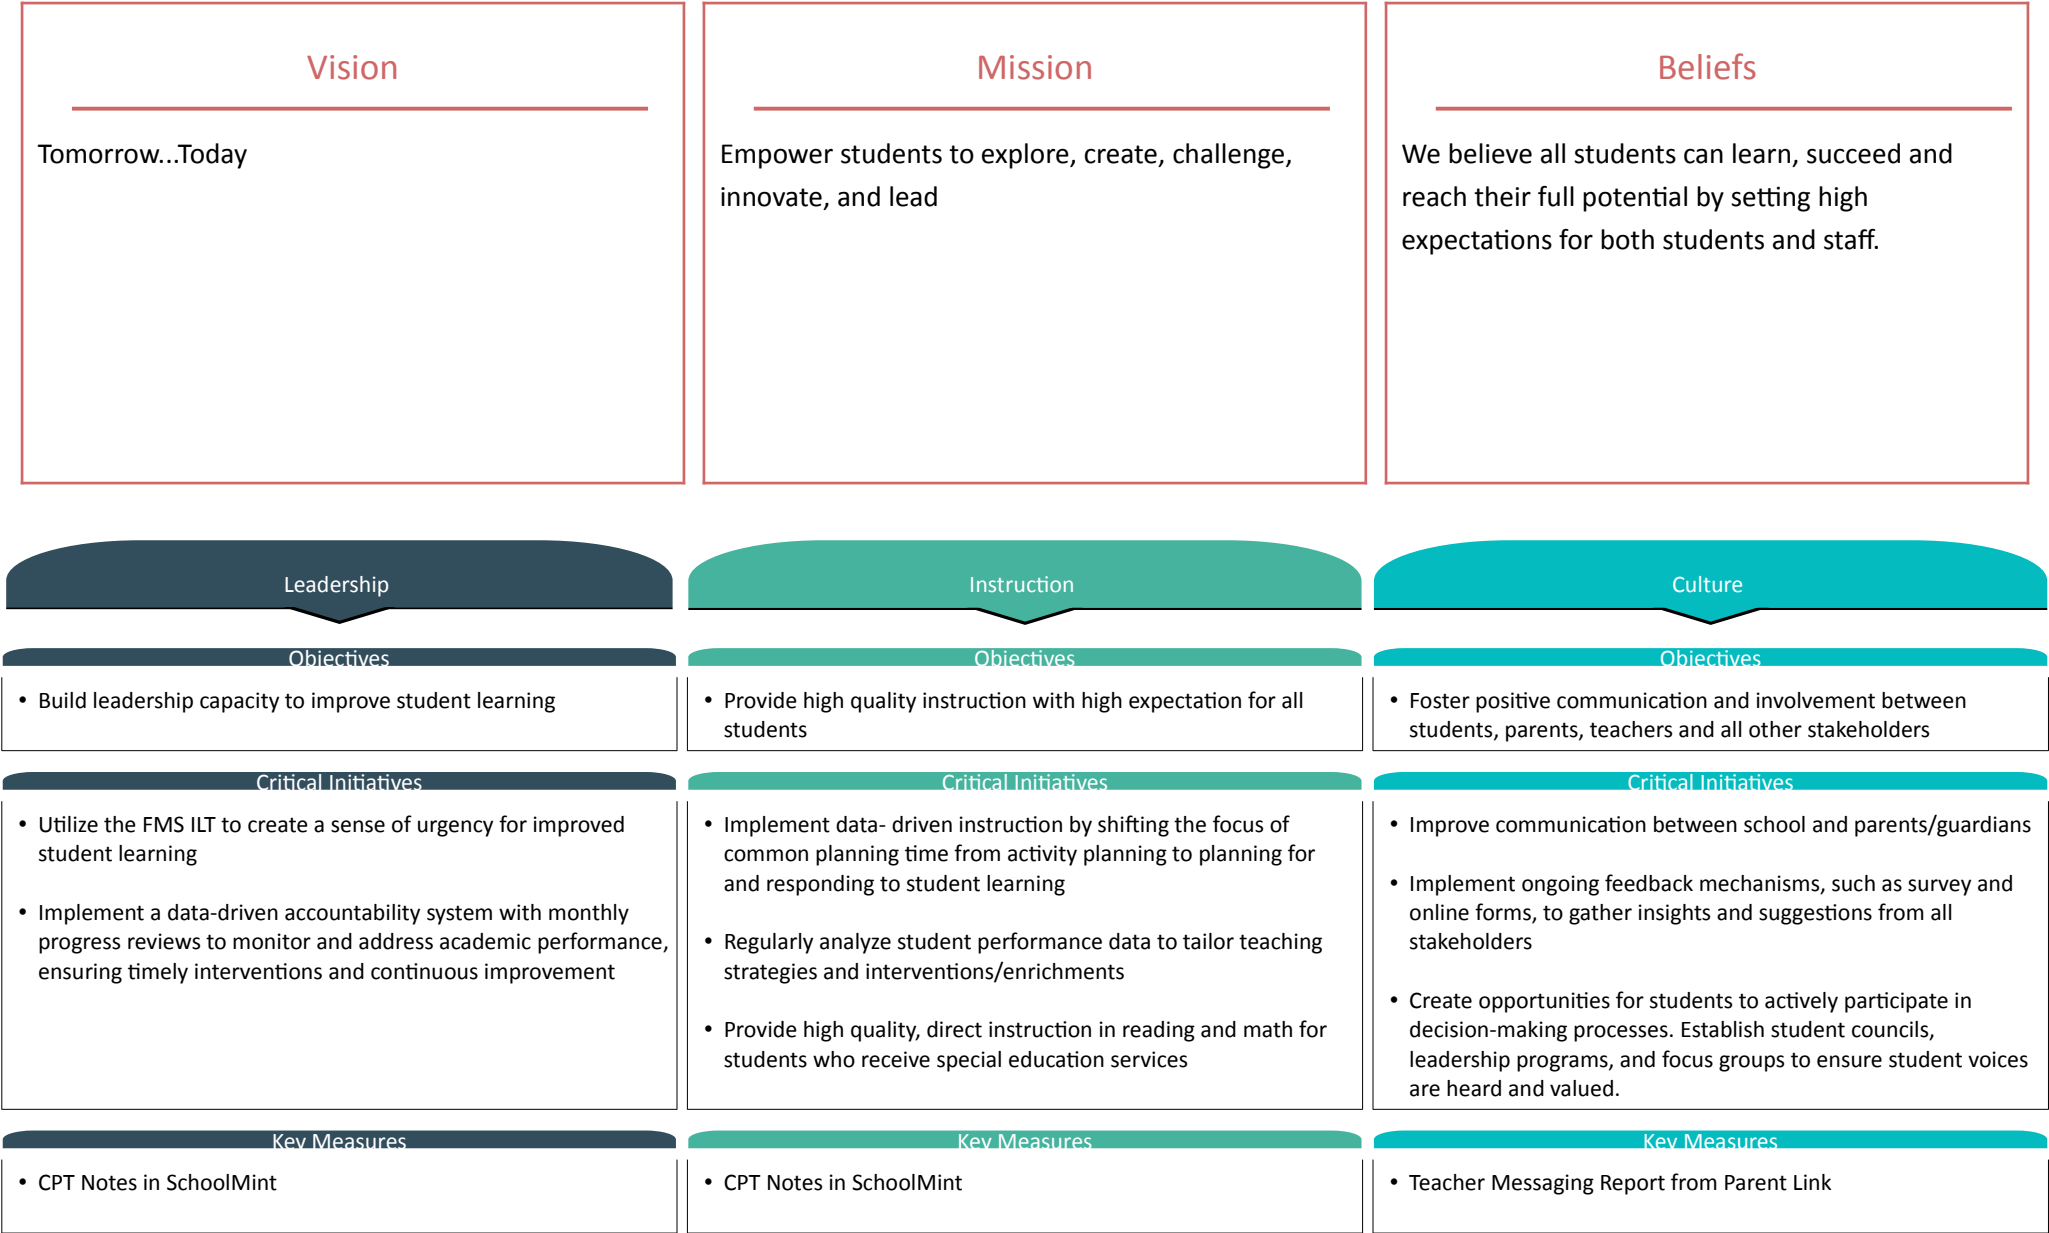 Vision
Tomorrow...Today
Mission
Empower students to explore, create, challenge,
innovate, and lead
Beliefs
We believe all students can learn, succeed and
reach their full potential by setting high
expectations for both students and staff.
Leadership
Objectives
• Build leadership capacity to improve student learning
Critical Initiatives
• Utilize the FMS ILT to create a sense of urgency for improved
student learning
• Implement a data-driven accountability system with monthly
progress reviews to monitor and address academic performance,
ensuring timely interventions and continuous improvement
Key Measures
• CPT Notes in SchoolMint
Instruction
Objectives
• Provide high quality instruction with high expectation for all
students
Critical Initiatives
• Implement data- driven instruction by shifting the focus of
common planning time from activity planning to planning for
and responding to student learning
• Regularly analyze student performance data to tailor teaching
strategies and interventions/enrichments
• Provide high quality, direct instruction in reading and math for
students who receive special education services
Key Measures
• CPT Notes in SchoolMint
Culture
Objectives
• Foster positive communication and involvement between
students, parents, teachers and all other stakeholders
Critical Initiatives
• Improve communication between school and parents/guardians
• Implement ongoing feedback mechanisms, such as survey and
online forms, to gather insights and suggestions from all
stakeholders
• Create opportunities for students to actively participate in
decision-making processes. Establish student councils,
leadership programs, and focus groups to ensure student voices
are heard and valued.
Key Measures
• Teacher Messaging Report from Parent Link